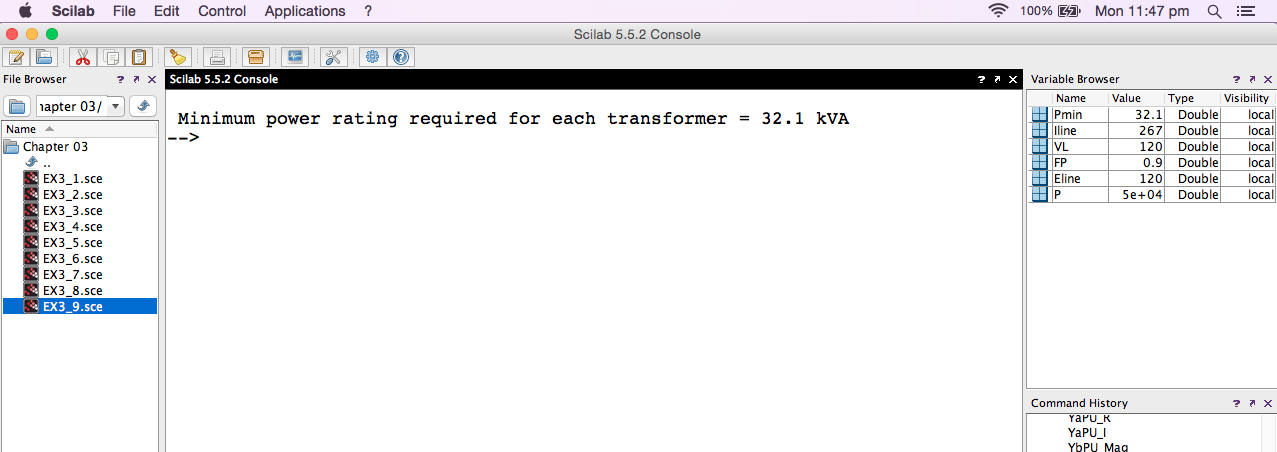 Scilab File Edit Control Applications ? 100% Mon 11:47 pm
Scilab 5.5.2 Console
File Browser ? Scilab 5.5.2 Console ? Variable Browser ?
hapter 03/
Name
Chapter 03
..
EX3_1.sce
EX3_2.sce
EX3_3.sce
EX3_4.sce
EX3_5.sce
EX3_6.sce
EX3_7.sce
EX3_8.sce
EX3_9.sce
Minimum power rating required for each transformer = 32.1 kVA
-->
Name Value Type Visibility
Pmin 32.1 Double local
Iline 267 Double local
VL 120 Double local
FP 0.9 Double local
Eline 120 Double local
P 5e+04 Double local
Command History ?
YaPU_R
YaPU_I
YbPU_Mag